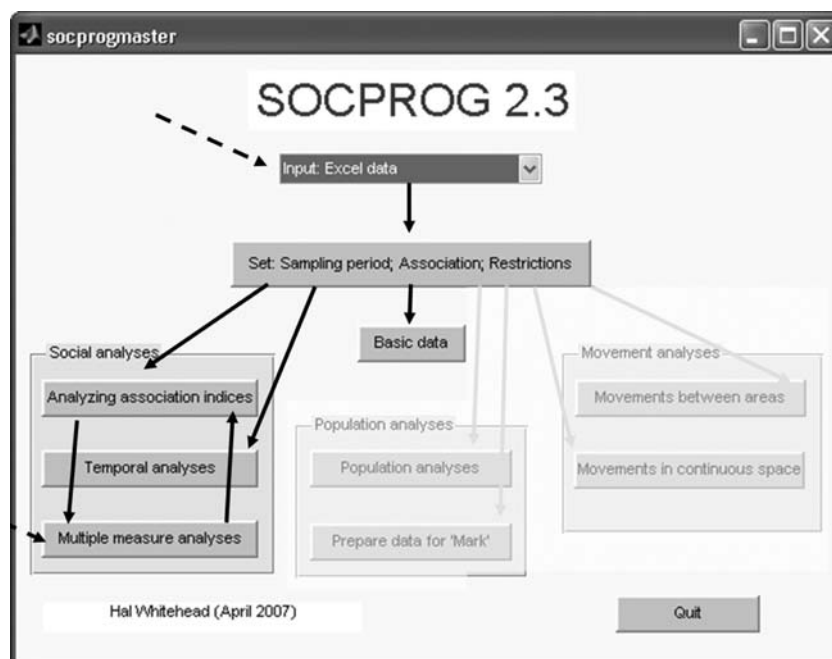 socprogmaster
SOCPROG 2.3
Input: Excel data
Set: Sampling period; Association; Restrictions
Basic data
Social analyses
Analyzing association indices
Temporal analyses
Multiple measure analyses
Population analyses
Population analyses
Prepare data for 'Mark'
Movement analyses
Movements between areas
Movements in continuous space
Hal Whitehead (April 2007)
Quit